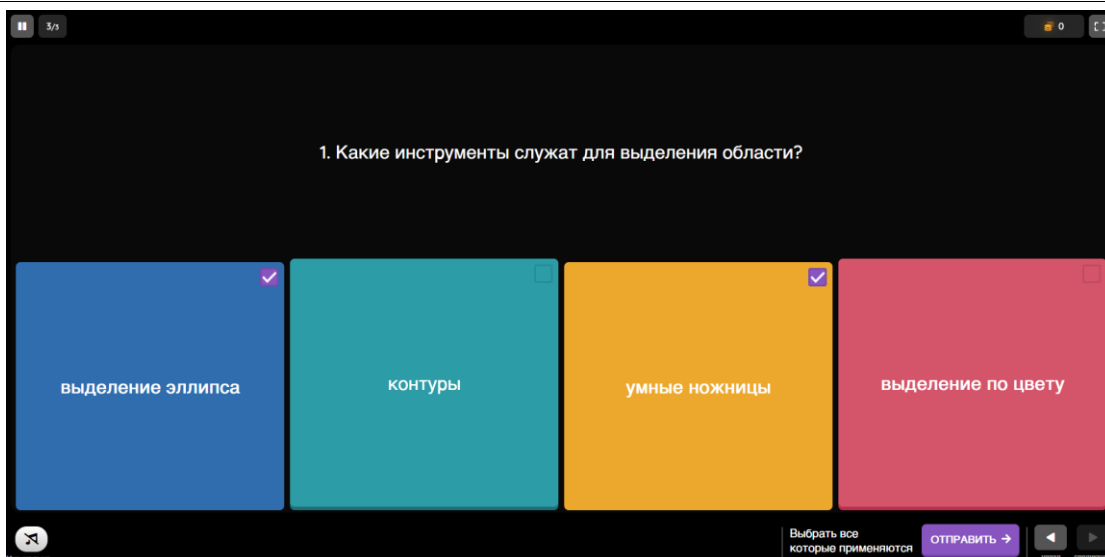 3/3
0
1. Какие инструменты служат для выделения области?
выделение эллипса
контуры
умные ножницы
выделение по цвету
Выбрать все
которые применяются
ОТПРАВИТЬ →